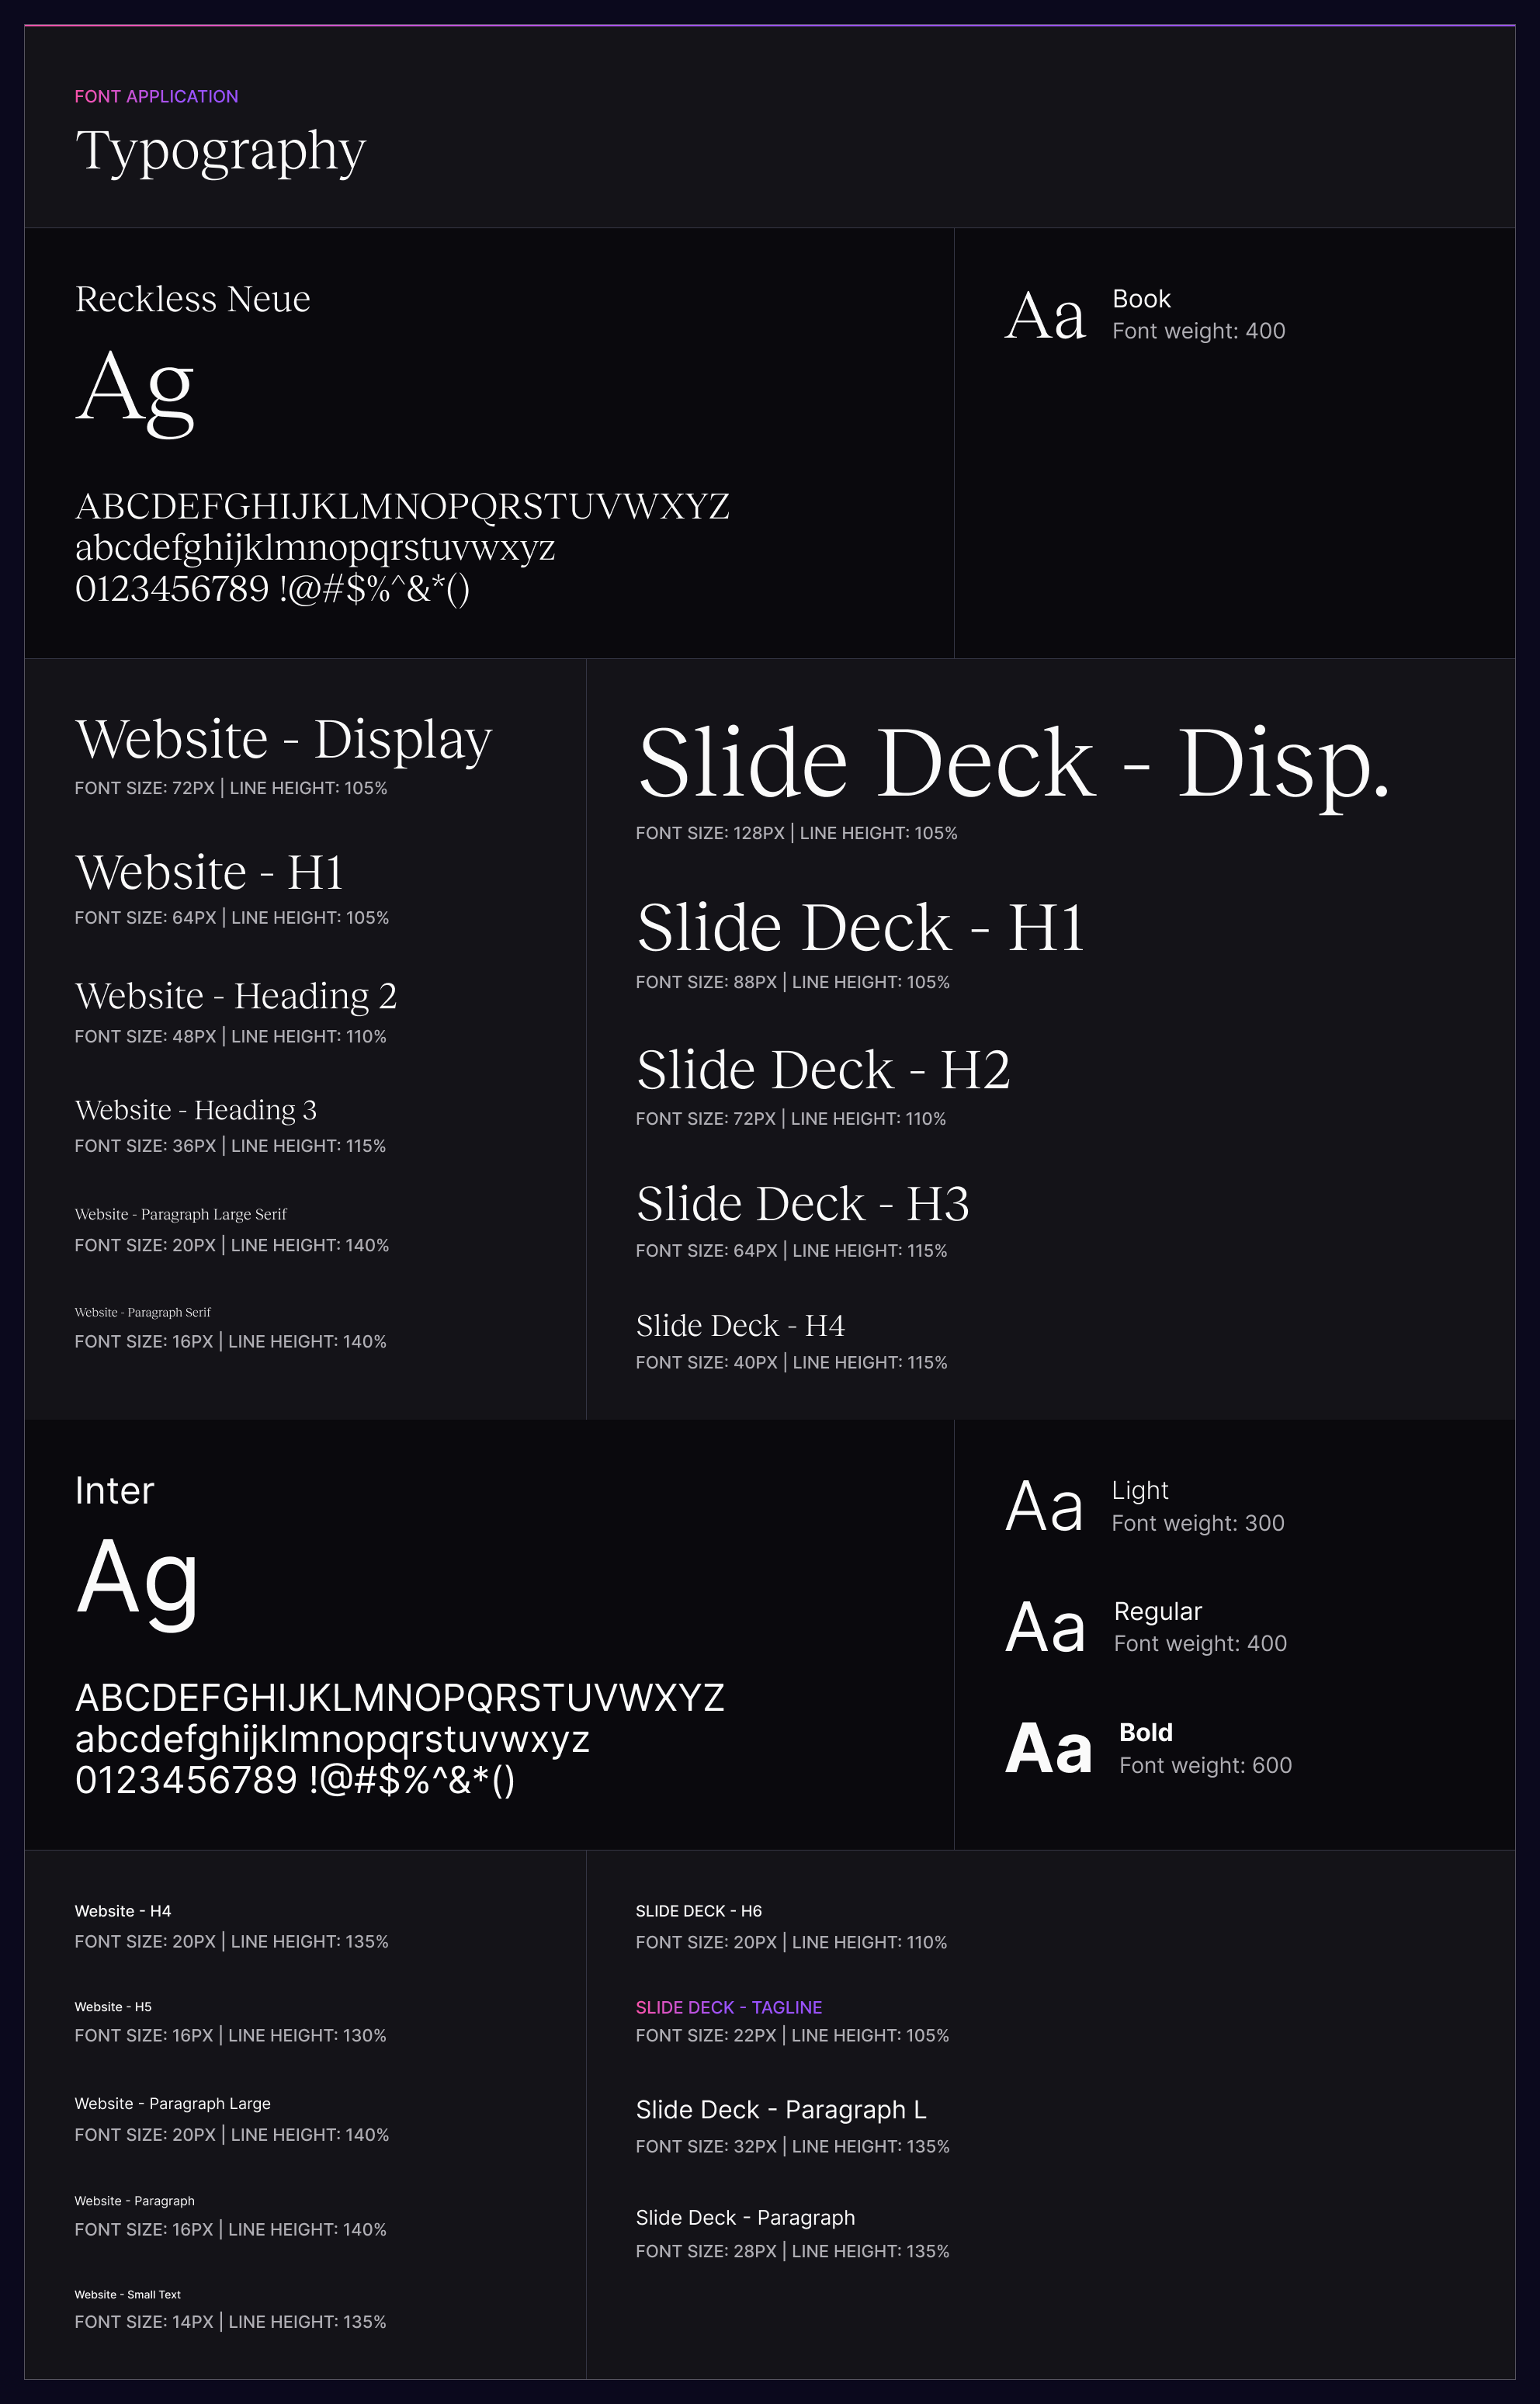 FONT APPLICATION
Typography
Reckless Neue
Ag
ABCDEFGHIJKLMNOPQRSTUVWXYZ
abcdefghijklmnopqrstuvwxyz
0123456789 !@#$%^&*()
Aa
Book
Font weight: 400
Website - Display
FONT SIZE: 72PX | LINE HEIGHT: 105%
Website - H1
FONT SIZE: 64PX | LINE HEIGHT: 105%
Website - Heading 2
FONT SIZE: 48PX | LINE HEIGHT: 110%
Website - Heading 3
FONT SIZE: 36PX | LINE HEIGHT: 115%
Website - Paragraph Large Serif
FONT SIZE: 20PX | LINE HEIGHT: 140%
Website - Paragraph Serif
FONT SIZE: 16PX | LINE HEIGHT: 140%
Slide Deck - Disp.
FONT SIZE: 128PX | LINE HEIGHT: 105%
Slide Deck - H1
FONT SIZE: 88PX | LINE HEIGHT: 105%
Slide Deck - H2
FONT SIZE: 72PX | LINE HEIGHT: 110%
Slide Deck - H3
FONT SIZE: 64PX | LINE HEIGHT: 115%
Slide Deck - H4
FONT SIZE: 40PX | LINE HEIGHT: 115%
Inter
Ag
ABCDEFGHIJKLMNOPQRSTUVWXYZ
abcdefghijklmnopqrstuvwxyz
0123456789 !@#$%^&*()
Aa
Light
Font weight: 300
Aa
Regular
Font weight: 400
Aa
Bold
Font weight: 600
Website - H4
FONT SIZE: 20PX | LINE HEIGHT: 135%
Website - H5
FONT SIZE: 16PX | LINE HEIGHT: 130%
Website - Paragraph Large
FONT SIZE: 20PX | LINE HEIGHT: 140%
Website - Paragraph
FONT SIZE: 16PX | LINE HEIGHT: 140%
Website - Small Text
FONT SIZE: 14PX | LINE HEIGHT: 135%
SLIDE DECK - H6
FONT SIZE: 20PX | LINE HEIGHT: 110%
SLIDE DECK - TAGLINE
FONT SIZE: 22PX | LINE HEIGHT: 105%
Slide Deck - Paragraph L
FONT SIZE: 32PX | LINE HEIGHT: 135%
Slide Deck - Paragraph
FONT SIZE: 28PX | LINE HEIGHT: 135%